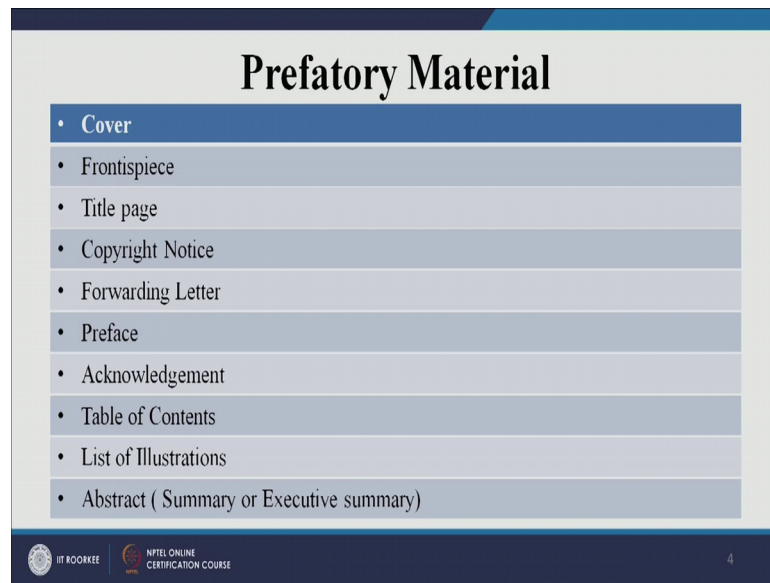 Prefatory Material
• Cover
• Frontispiece
• Title page
• Copyright Notice
• Forwarding Letter
• Preface
• Acknowledgement
• Table of Contents
• List of Illustrations
• Abstract ( Summary or Executive summary)
IIT ROORKEE
NPTEL ONLINE
CERTIFICATION COURSE
NPTEL
4